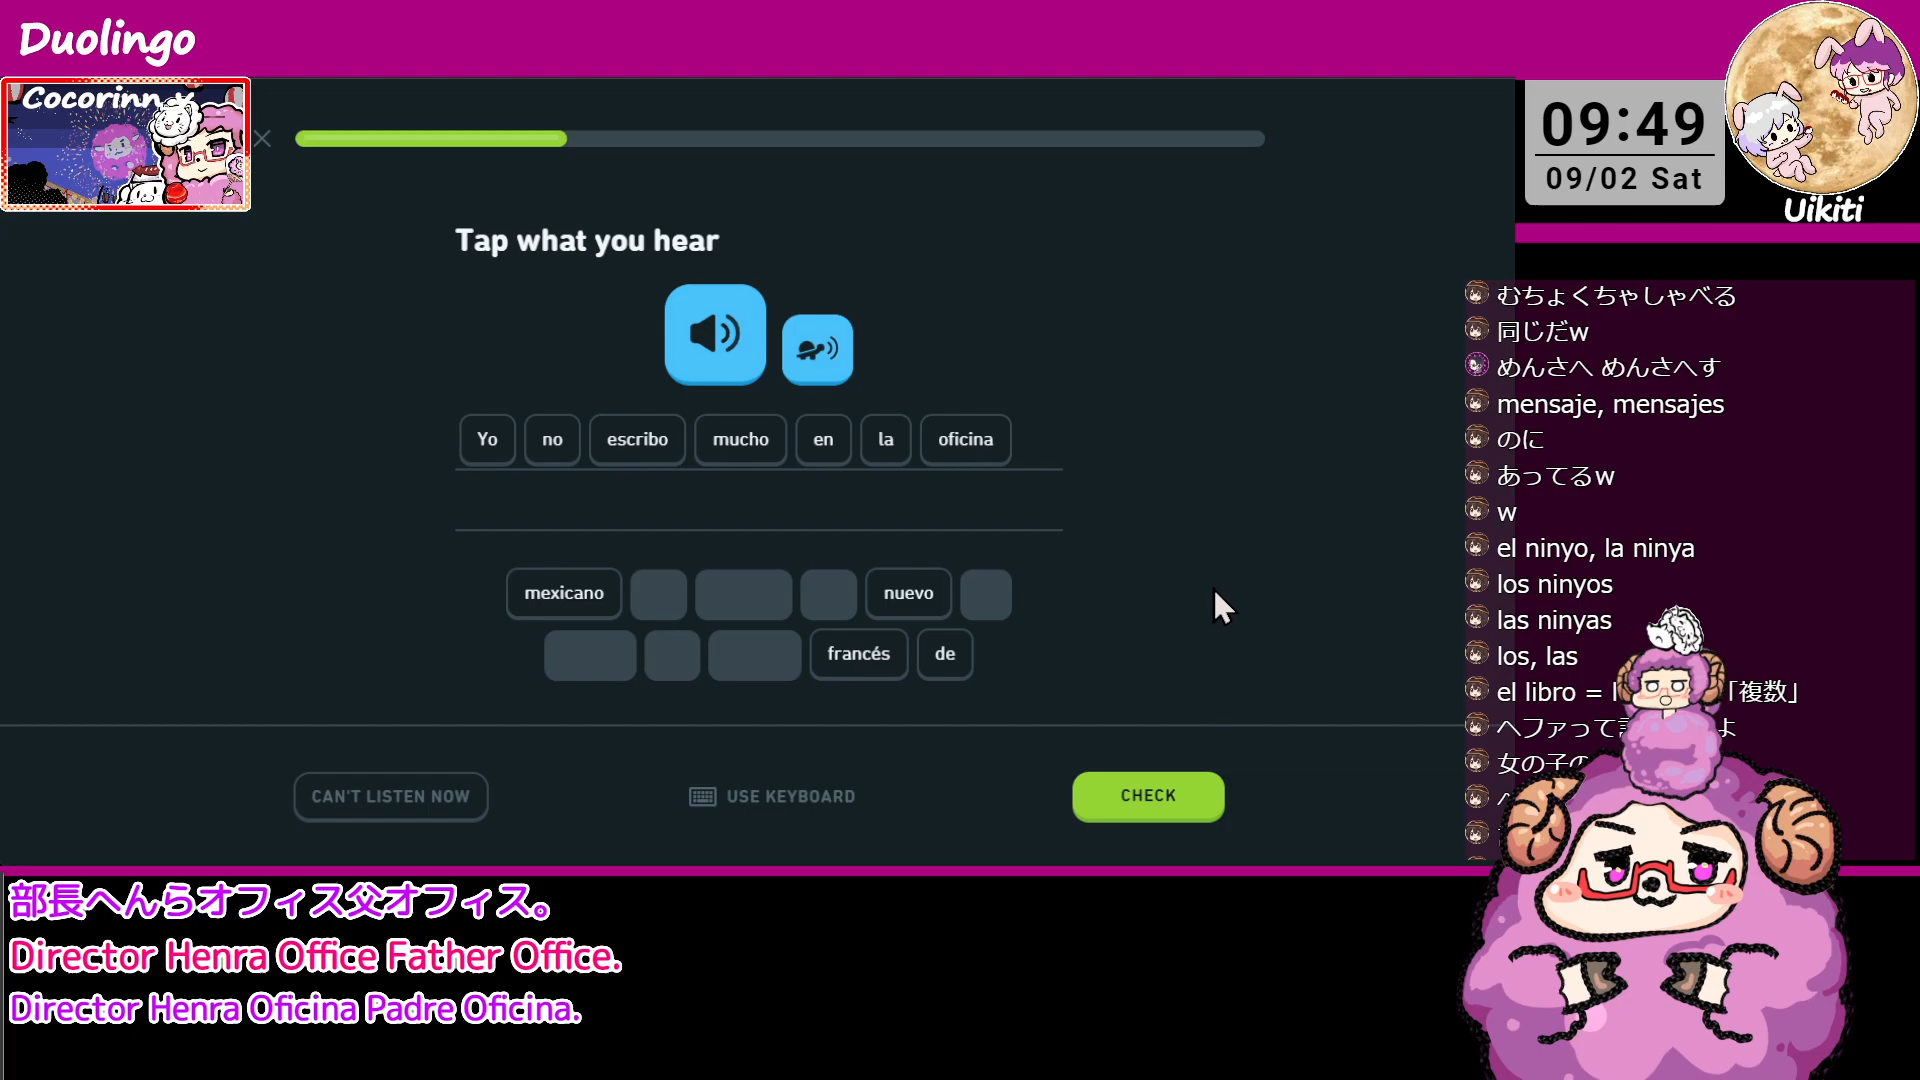 Duolingo
Cocorinn
09:49
09/02 Sat
Uikiti
Tap what you hear
Yo no escribo mucho en la oficina
mexicano nuevo
francés de
CAN'T LISTEN NOW
USE KEYBOARD
CHECK
むちょくちゃしゃべる
同じだw
めんさへ めんさへす
mensaje, mensajes
のに
あってるw
w
el ninyo, la ninya
los ninyos
las ninyas
los, las
el libro = 「複数」
ヘファって よ
女の子の
部長へんらオフィス父オフィス。
Director Henra Office Father Office.
Director Henra Oficina Padre Oficina.